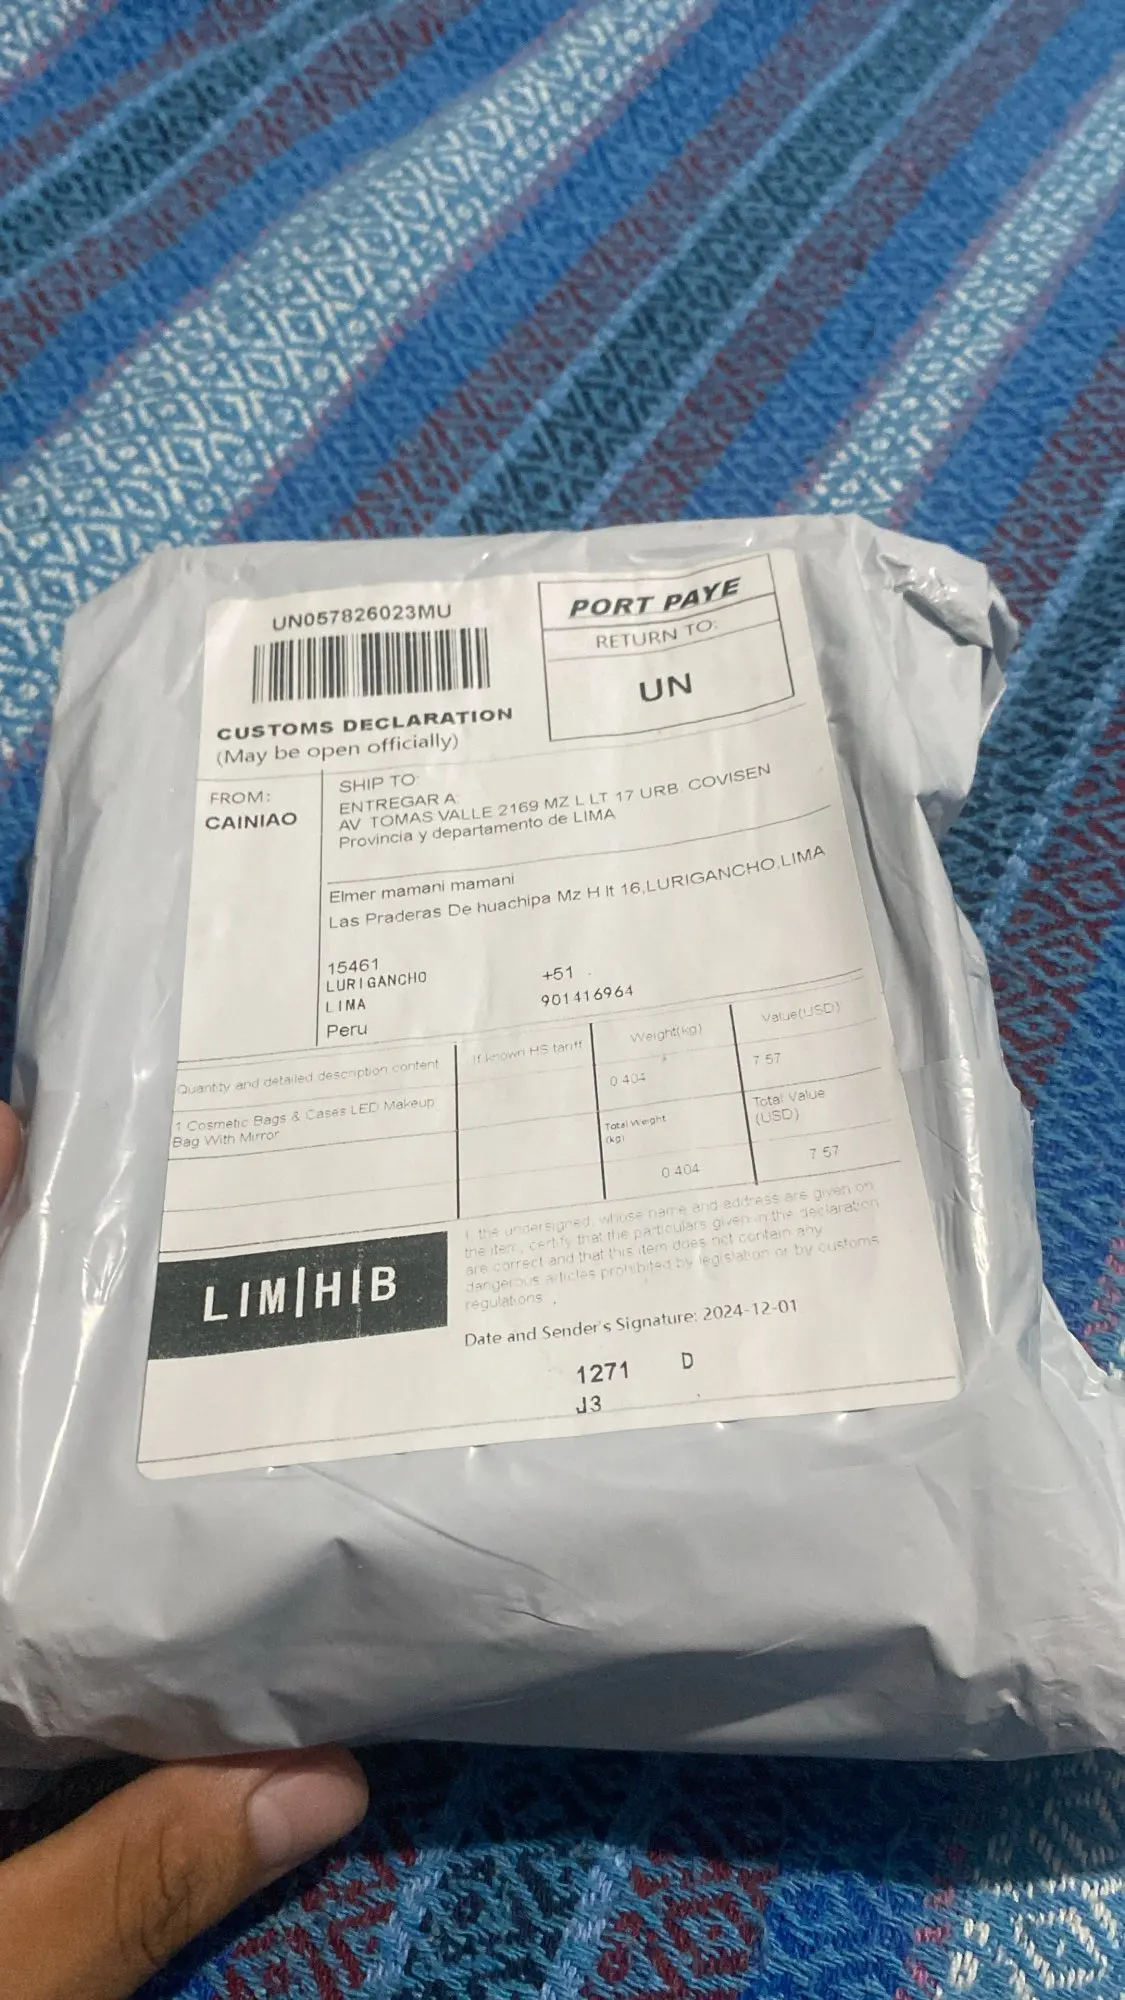 UN057826023MU
PORT PAYE
RETURN TO:
UN
CUSTOMS DECLARATION
(May be open officially)
FROM:
CAINIAO
SHIP TO:
ENTREGAR A:
AV TOMAS VALLE 2169 MZ L LT 17 URB. COVISEN
Provincia y departamento de LIMA
Elmer mamani mamani
Las Praderas De huachipa Mz H lt 16,LURIGANCHO,LIMA
15461
LURIGANCHO
LIMA
Peru
+51
901416964
Quantity and detailed description content
If known HS tariff
Weight(kg)
Value(USD)
1 Cosmetic Bags & Cases LED Makeup
Bag With Mirror
0.404
7.57
Total Weight
(kg)
Total Value
(USD)
0.404
7.57
I, the undersigned, whose name and address are given on
the item, certify that the particulars given in the declaration
are correct and that this item does not contain any
dangerous articles prohibited by legislation or by customs
regulations.
LIM|HIB
Date and Sender's Signature: 2024-12-01
1271 D
J3